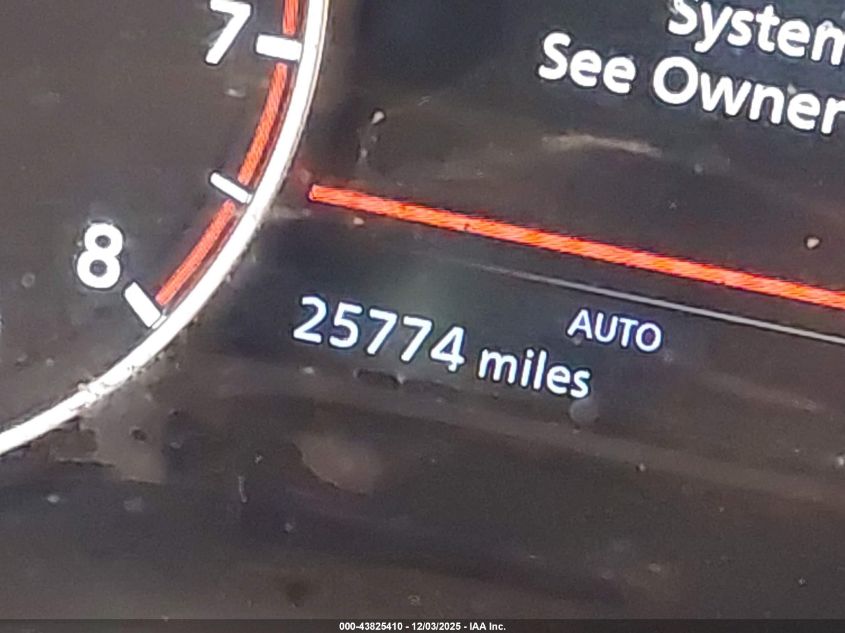 7
System
See Owner
8
AUTO
25774 miles
000-43825410 - 12/03/2025 - IAA Inc.